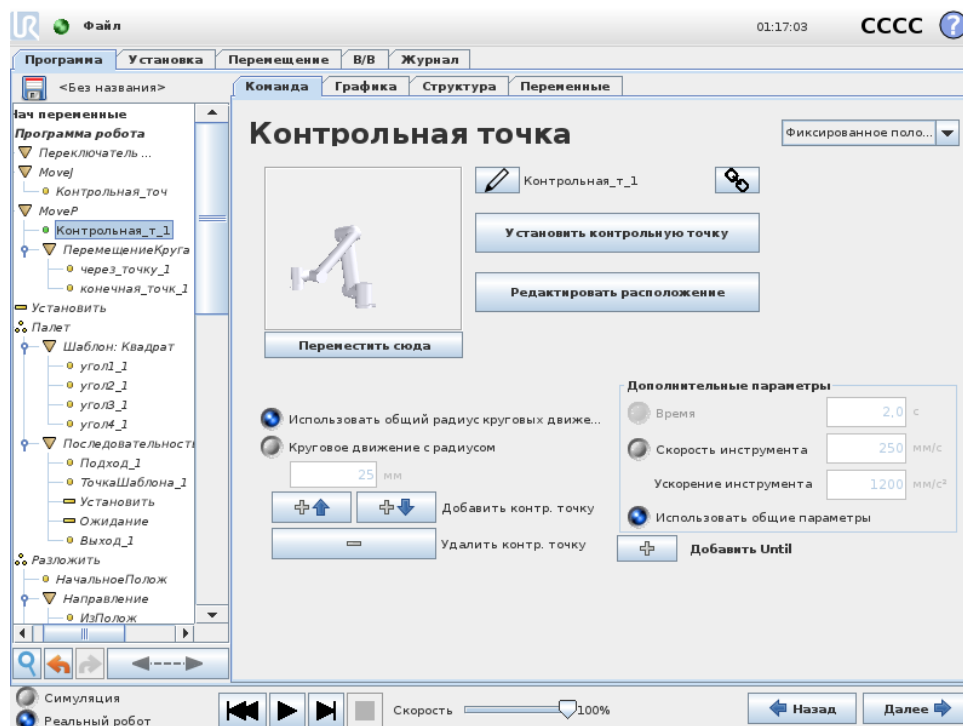 UR Файл 01:17:03 CCCC ?
Программа Установка Перемещение В/В Журнал
<Без названия> Команда Графика Структура Переменные
Нач переменные
Программа робота
Переключатель ...
MoveJ
Контрольная_точ
MoveP
Контрольная_т_1
ПеремещениеКруга
через_точку_1
конечная_точк_1
Установить
Палет
Шаблон: Квадрат
угол1_1
угол2_1
угол3_1
угол4_1
Последовательность
Подход_1
ТочкаШаблона_1
Установить
Ожидание
Выход_1
Разложить
НачальноеПолож
Направление
ИзПолож
Контрольная точка
Фиксированное поло...
Контрольная_т_1
Установить контрольную точку
Редактировать расположение
Переместить сюда
Использовать общий радиус круговых движе...
Круговое движение с радиусом
25 мм
Добавить контр. точку
Удалить контр. точку
Дополнительные параметры
Время 2,0 с
Скорость инструмента 250 мм/с
Ускорение инструмента 1200 мм/с²
Использовать общие параметры
Добавить Until
Симуляция
Реальный робот
Скорость 100%
Назад Далее